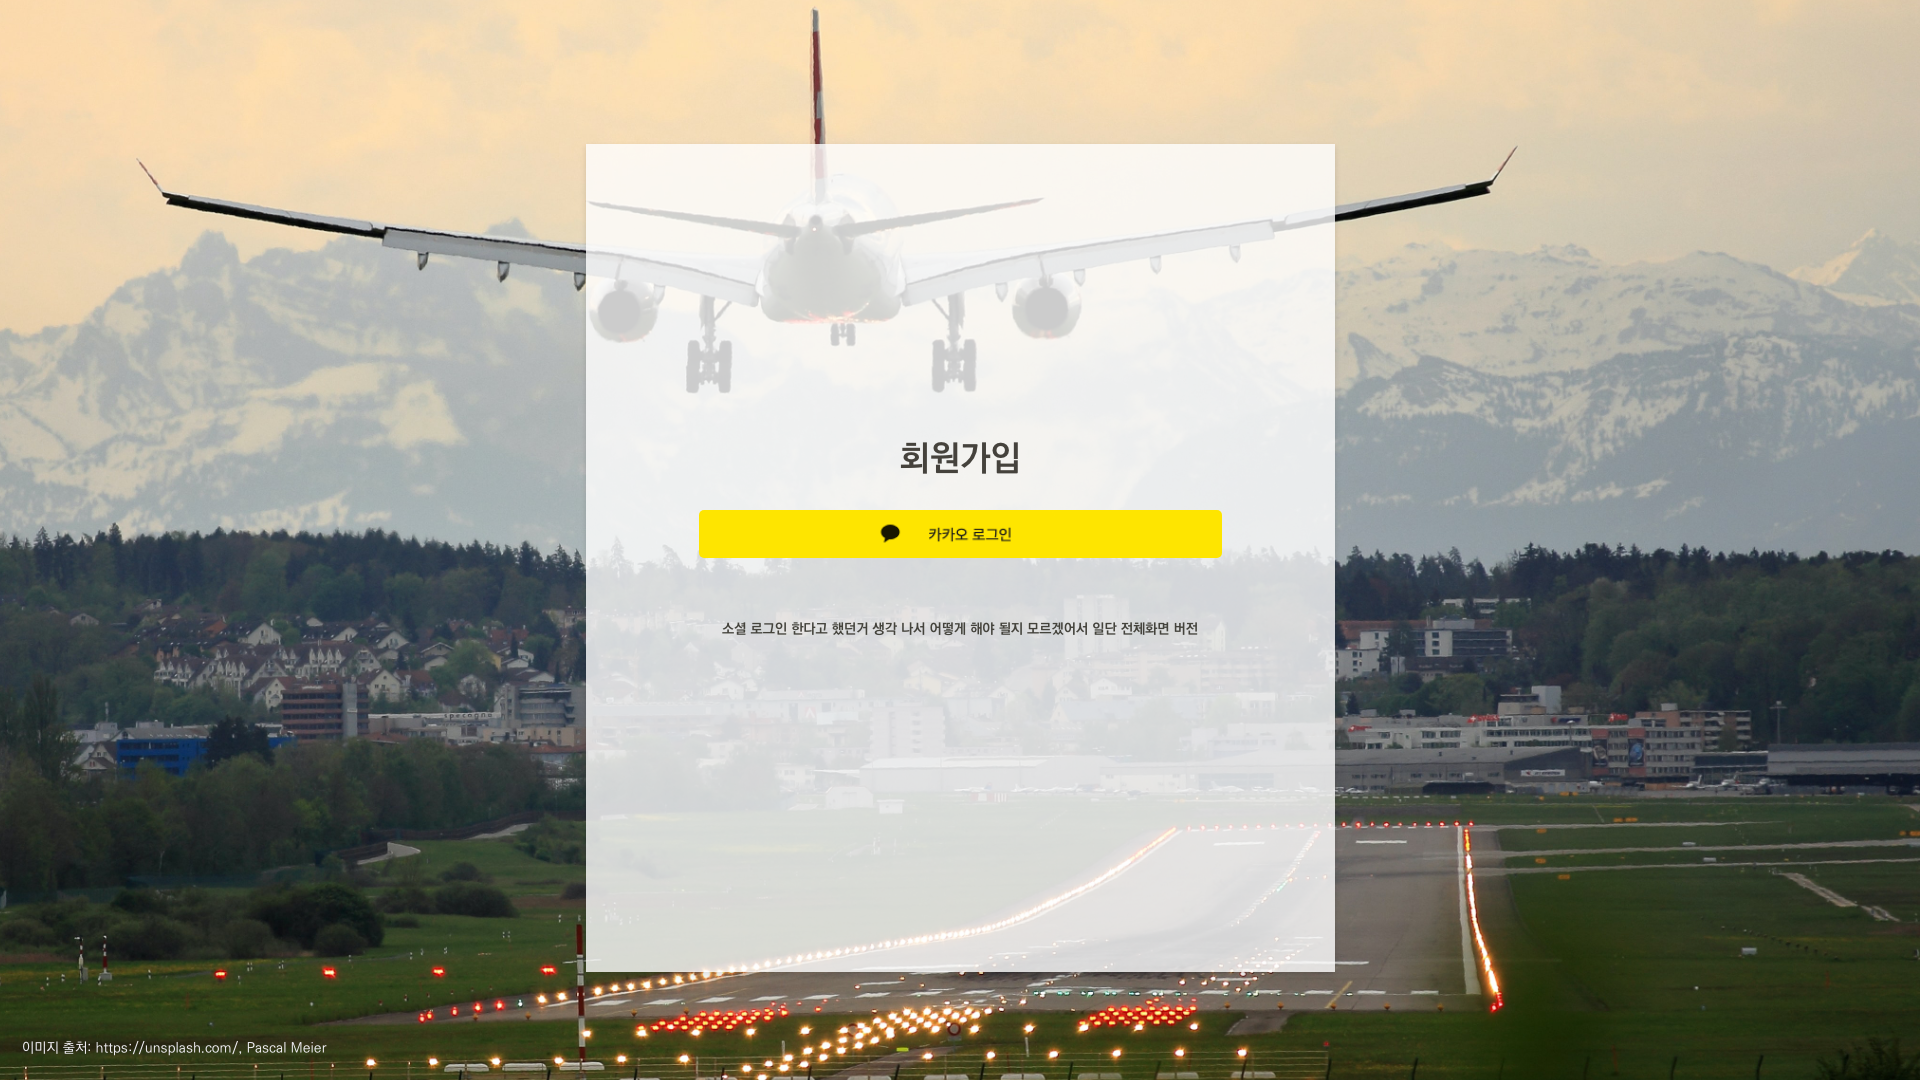 회원가입
카카오 로그인
소셜 로그인 한다고 했던거 생각 나서 어떻게 해야 될지 모르겠어서 일단 전체화면 버전
이미지 출처: https://unsplash.com/, Pascal Meier